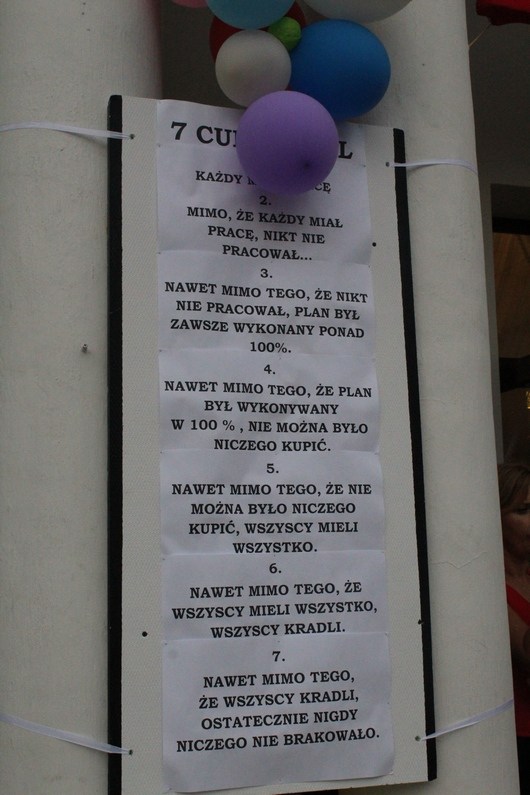 7 CU L
KAŻDY
2.
MIMO, ŻE KAŻDY MIAŁ
PRACĘ, NIKT NIE
PRACOWAŁ...
3.
NAWET MIMO TEGO, ŻE NIKT
NIE PRACOWAŁ, PLAN BYŁ
ZAWSZE WYKONANY PONAD
100%.
4.
NAWET MIMO TEGO, ŻE PLAN
BYŁ WYKONYWANY
W 100 % , NIE MOŻNA BYŁO
NICZEGO KUPIĆ.
5.
NAWET MIMO TEGO, ŻE NIE
MOŻNA BYŁO NICZEGO
KUPIĆ, WSZYSCY MIELI
WSZYSTKO.
6.
NAWET MIMO TEGO, ŻE
WSZYSCY MIELI WSZYSTKO,
WSZYSCY KRADLI.
7.
NAWET MIMO TEGO,
ŻE WSZYSCY KRADLI,
OSTATECZNIE NIGDY
NICZEGO NIE BRAKOWAŁO.